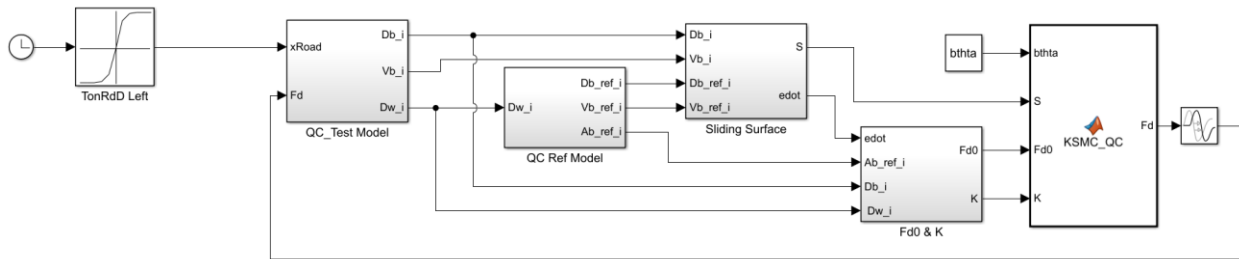 TonRdD Left
xRoad
Fd
Db_i
Vb_i
Dw_i
QC_Test Model
Dw_i
Db_ref_i
Vb_ref_i
Ab_ref_i
QC Ref Model
Db_i
Vb_i
Db_ref_i
Vb_ref_i
S
edot
Sliding Surface
edot
Ab_ref_i
Db_i
Dw_i
Fd0
K
Fd0 & K
bthta
bthta
S
Fd0
K
KSMC_QC
Fd